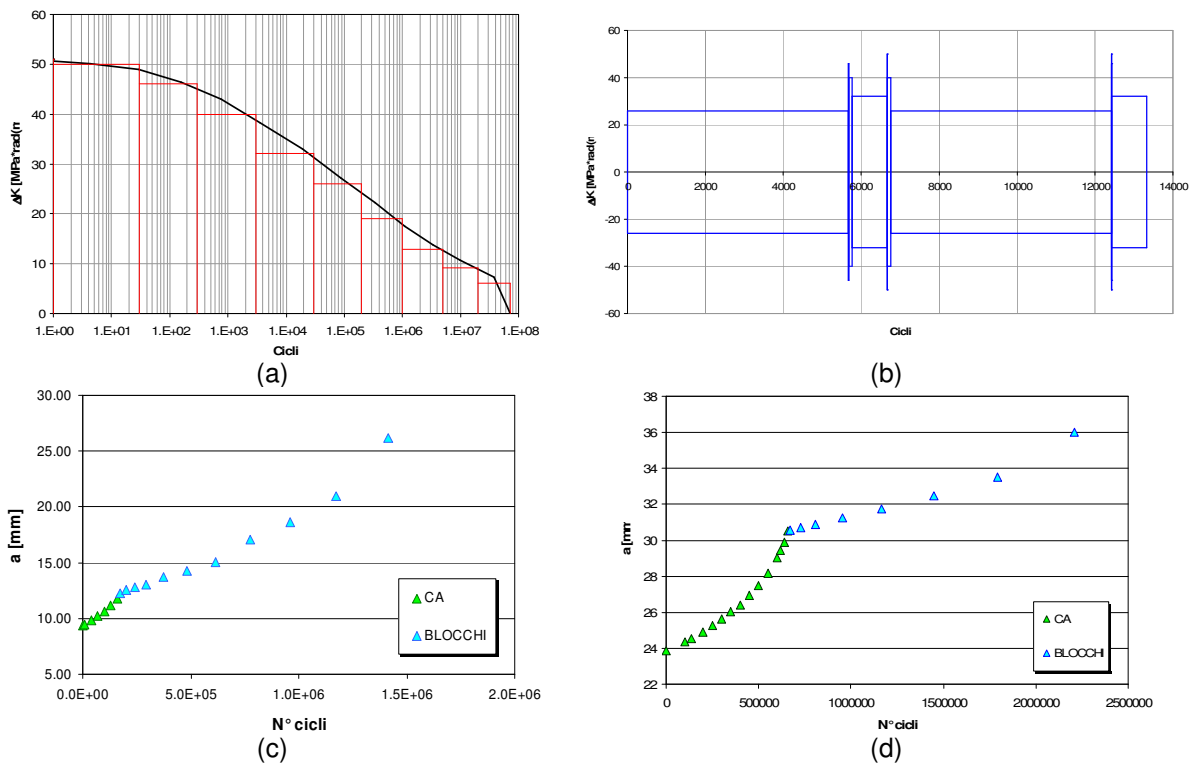 60
50
40
30
20
10
0
ΔK [MPa*rad(n
1.E+00 1.E+01 1.E+02 1.E+03 1.E+04 1.E+05 1.E+06 1.E+07 1.E+08
Cicli
(a)
60
40
20
0
-20
-40
-60
ΔK [MPa*rad(n
0 2000 4000 6000 8000 10000 12000 14000
Cicli
(b)
30.00
25.00
20.00
15.00
10.00
5.00
a [mm]
CA
BLOCCHI
0.0E+00 5.0E+05 1.0E+06 1.5E+06 2.0E+06
N° cicli
(c)
38
36
34
32
30
28
26
24
22
a [mm
CA
BLOCCHI
0 500000 1000000 1500000 2000000 2500000
N° cicli
(d)